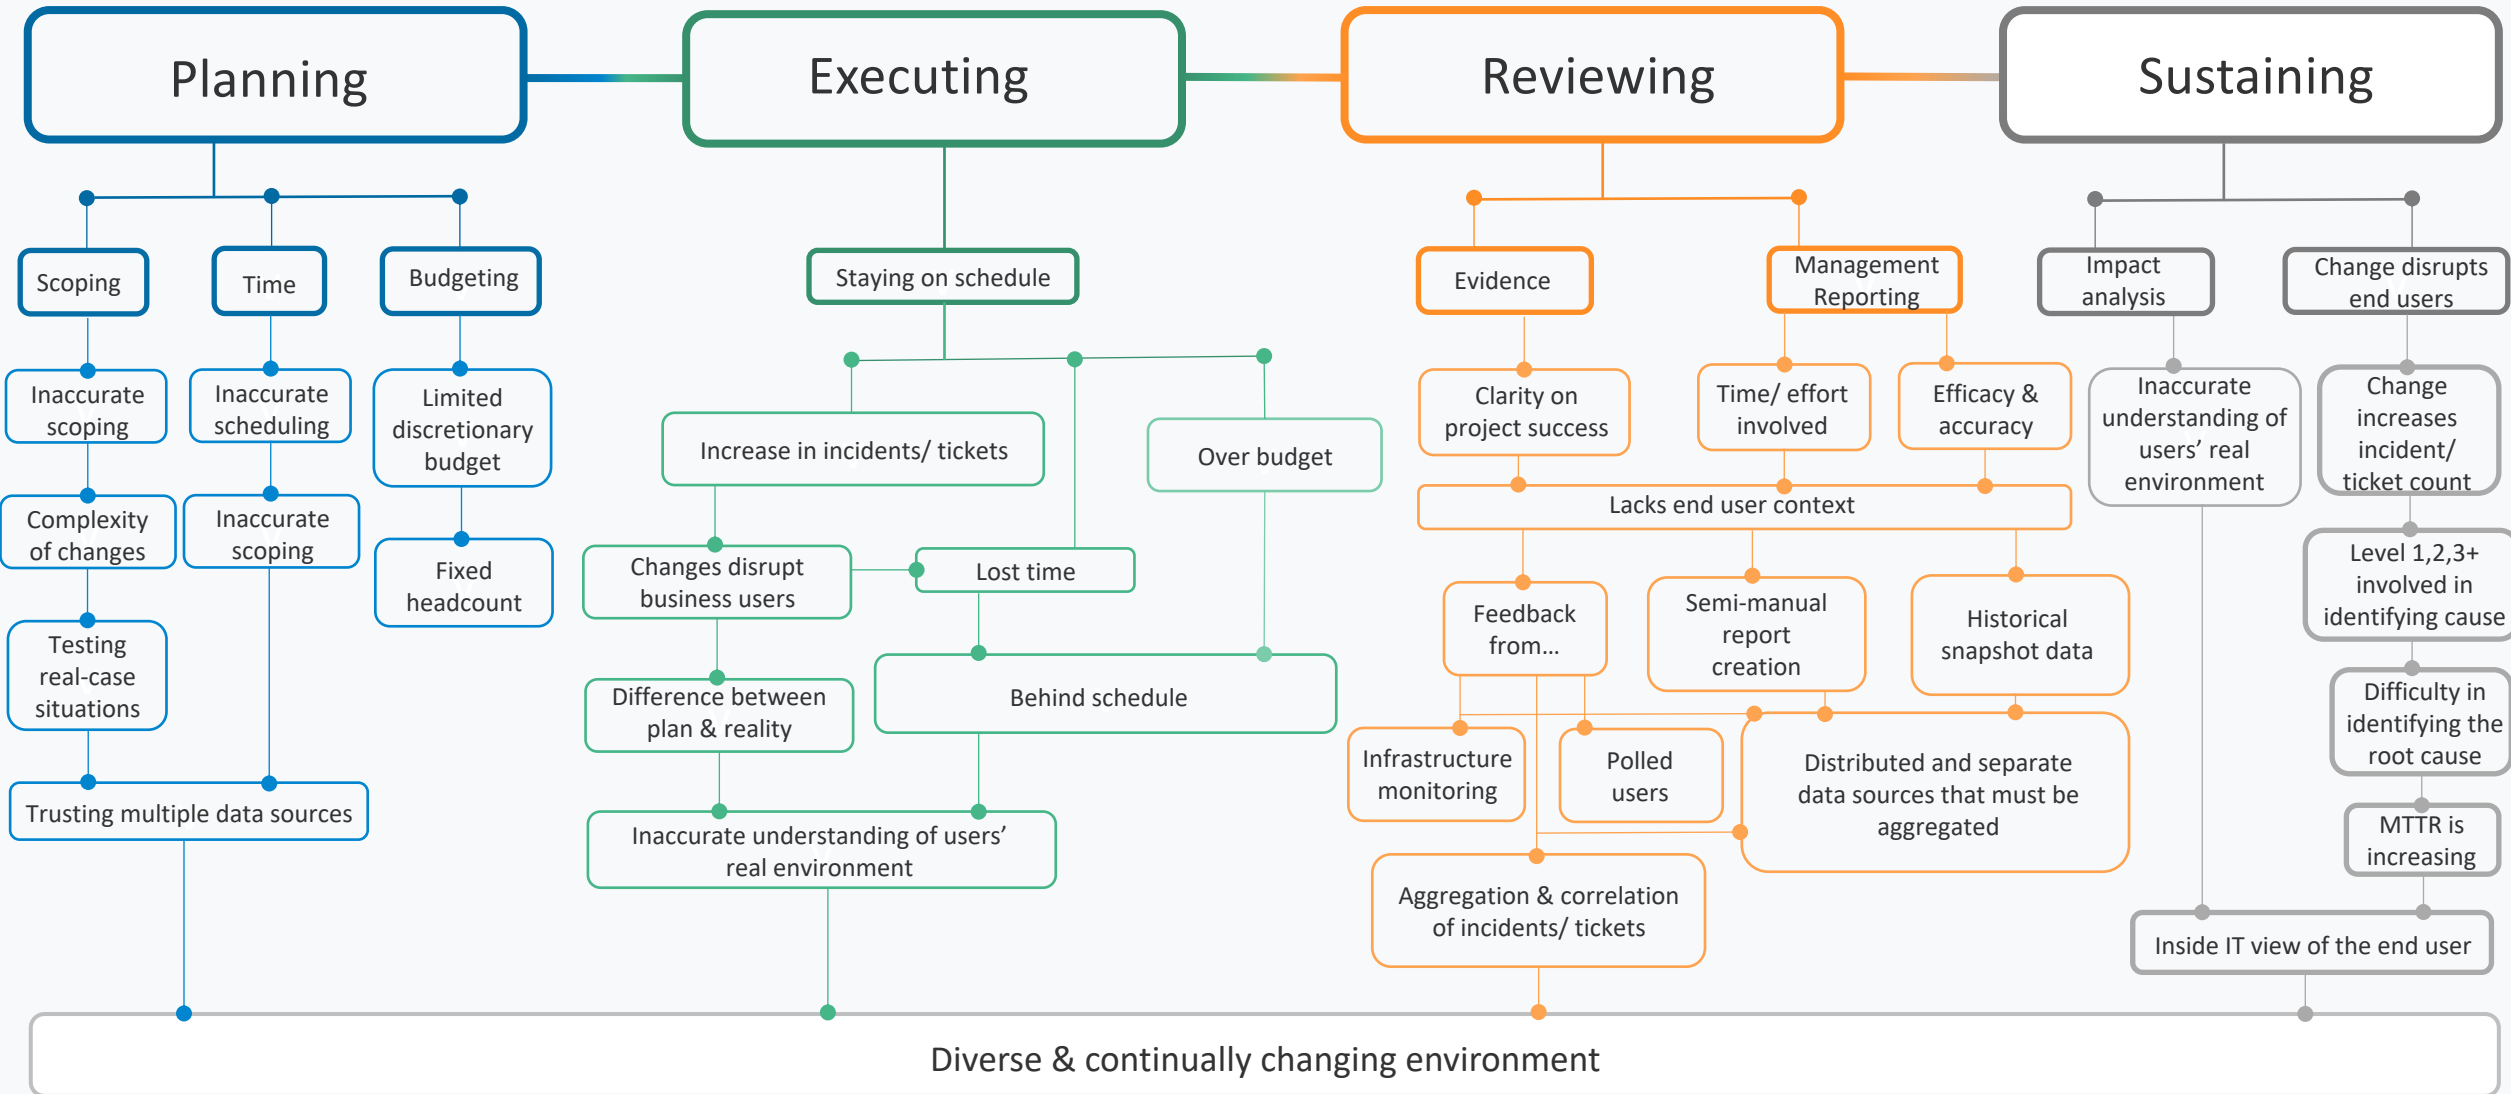 Planning
Executing
Reviewing
Sustaining
Scoping
Time
Budgeting
Inaccurate
scoping
Inaccurate
scheduling
Limited
discretionary
budget
Complexity
of changes
Inaccurate
scoping
Fixed
headcount
Testing
real-case
situations
Trusting multiple data sources
Staying on schedule
Increase in incidents/ tickets
Over budget
Changes disrupt
business users
Lost time
Difference between
plan & reality
Behind schedule
Inaccurate understanding of users’
real environment
Evidence
Management
Reporting
Clarity on
project success
Time/ effort
involved
Efficacy &
accuracy
Lacks end user context
Feedback
from...
Semi-manual
report
creation
Historical
snapshot data
Infrastructure
monitoring
Polled
users
Distributed and separate
data sources that must be
aggregated
Aggregation & correlation
of incidents/ tickets
Impact
analysis
Change disrupts
end users
Inaccurate
understanding of
users’ real
environment
Change
increases
incident/
ticket count
Level 1,2,3+
involved in
identifying cause
Difficulty in
identifying the
root cause
MTTR is
increasing
Inside IT view of the end user
Diverse & continually changing environment